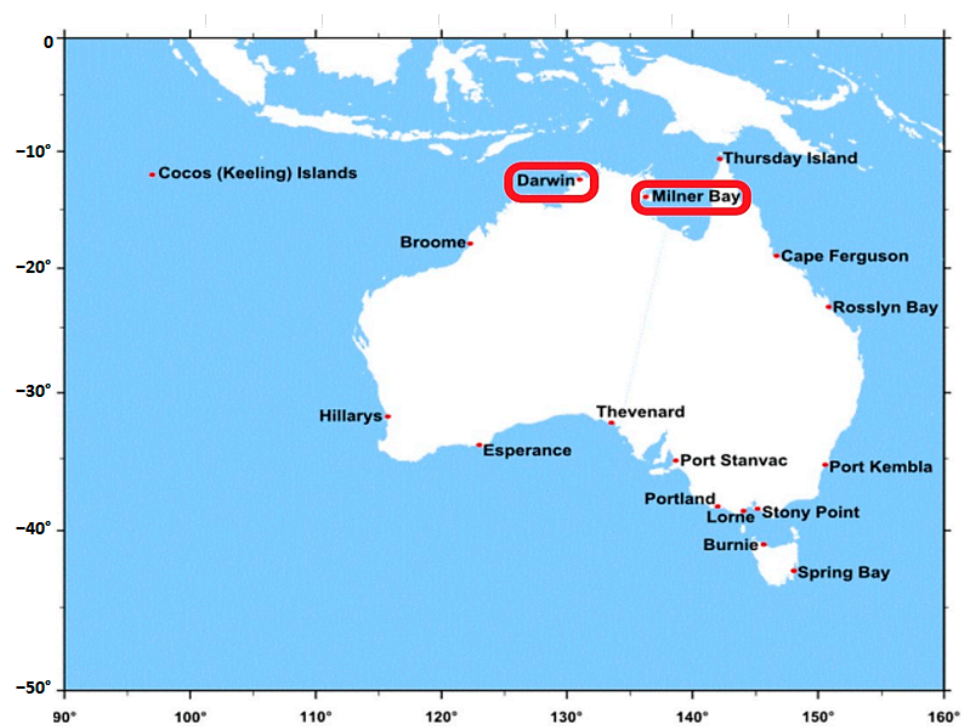 0
−10°
−20°
−30°
−40°
−50°
Thursday Island
Cocos (Keeling) Islands
Darwin
Milner Bay
Broome
Cape Ferguson
Rosslyn Bay
Thevenard
Hillarys
Esperance
Port Stanvac
Port Kembla
Portland
Lorne
Stony Point
Burnie
Spring Bay
90° 100° 110° 120° 130° 140° 150° 160°